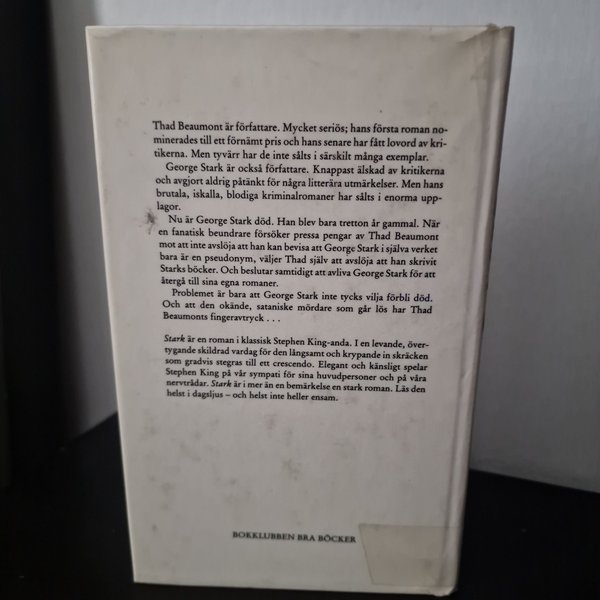 Thad Beaumont är författare. Mycket seriös; hans första roman no-
minerades till ett förnämt pris och hans senare har fått lovord av kri-
tikerna. Men tyvärr har de inte sålts i särskilt många exemplar.
George Stark är också författare. Knappast älskad av kritikerna
och avgjort aldrig påtänkt för några litterära utmärkelser. Men hans
brutala, iskalla, blodiga kriminalromaner har sålts i enorma upp-
lagor.
Nu är George Stark död. Han blev bara tretton år gammal. När
en fanatisk beundrare försöker pressa pengar av Thad Beaumont
mot att inte avslöja att han kan bevisa att George Stark i själva verket
bara är en pseudonym, väljer Thad själv att avslöja att han skrivit
Starks böcker. Och beslutar samtidigt att avliva George Stark för att
återgå till sina egna romaner.
Problemet är bara att George Stark inte tycks vilja förbli död.
Och att den okände, sataniske mördare som går lös har Thad
Beaumonts fingeravtryck . . .
Stark är en roman i klassisk Stephen King-anda. I en levande, över-
tygande skildrad vardag för den långsamt och krypande in skräcken
som gradvis stegras till ett crescendo. Elegant och känsligt spelar
Stephen King på vår sympati för sina huvudpersoner och på våra
nervtrådar. Stark är i mer än en bemärkelse en stark roman. Läs den
helst i dagsljus – och helst inte heller ensam.
BOKKLUBBEN BRA BÖCKER